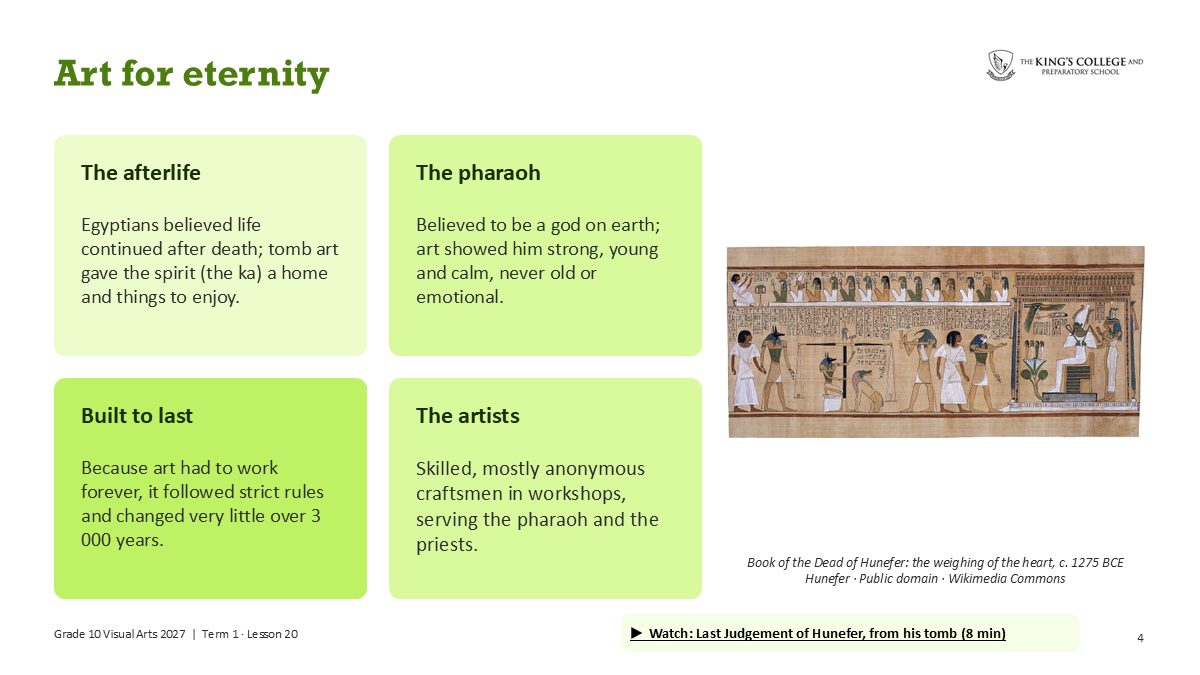 Art for eternity
THE KING'S COLLEGE AND
PREPARATORY SCHOOL
The afterlife
Egyptians believed life
continued after death; tomb art
gave the spirit (the ka) a home
and things to enjoy.
The pharaoh
Believed to be a god on earth;
art showed him strong, young
and calm, never old or
emotional.
Built to last
Because art had to work
forever, it followed strict rules
and changed very little over 3
000 years.
The artists
Skilled, mostly anonymous
craftsmen in workshops,
serving the pharaoh and the
priests.
Book of the Dead of Hunefer: the weighing of the heart, c. 1275 BCE
Hunefer · Public domain · Wikimedia Commons
Grade 10 Visual Arts 2027 | Term 1 · Lesson 20
▶ Watch: Last Judgement of Hunefer, from his tomb (8 min)
4